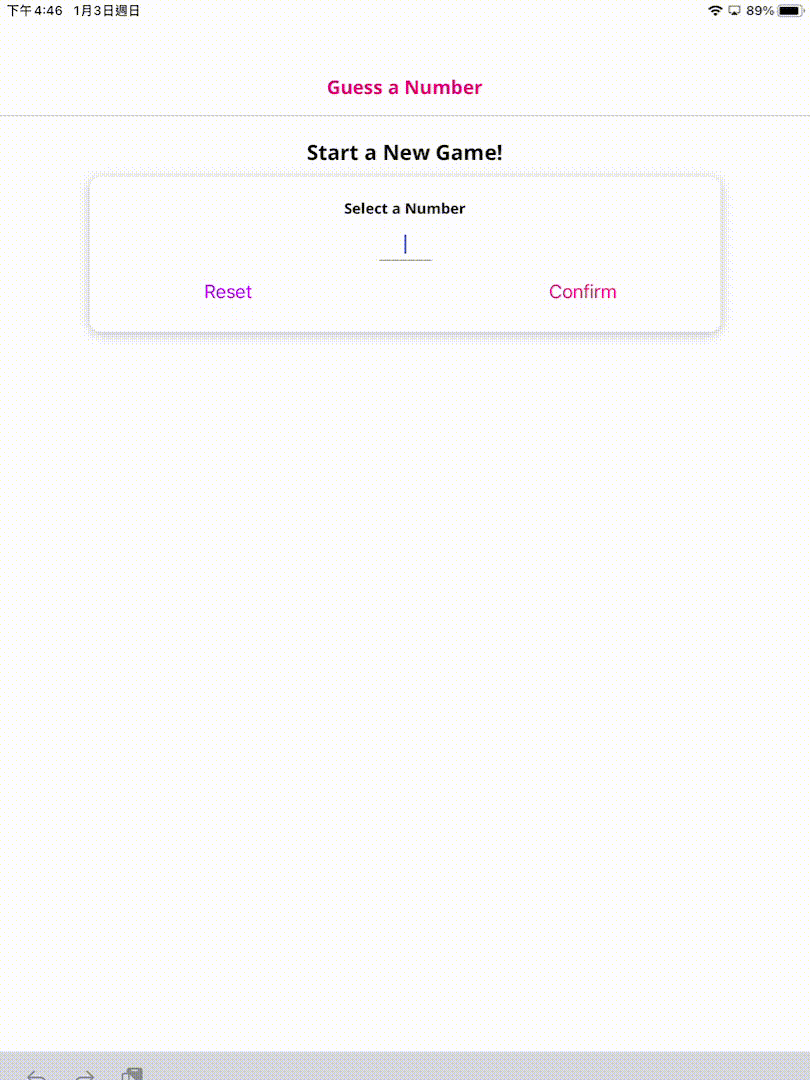 下午4:46 1月3日週日 89%
Guess a Number
Start a New Game!
Select a Number
Reset Confirm